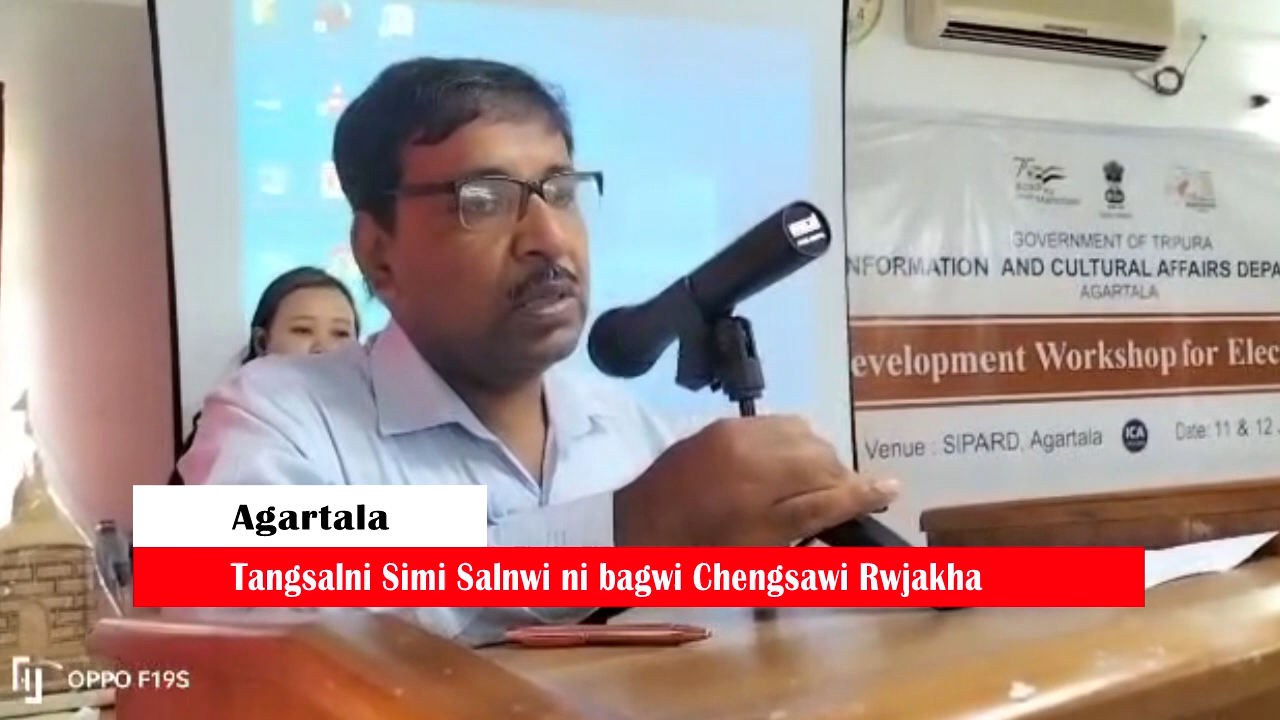 GOVERNMENT OF TRIPURA
NFORMATION AND CULTURAL AFFAIRS DEPA
AGARTALA
evelopment Workshop for Elec
Venue : SIPARD, Agartala
ICA
Date: 11 & 12 J
Agartala
Tangsalni Simi Salnwi ni bagwi Chengsawi Rwjakha
OPPO F19S